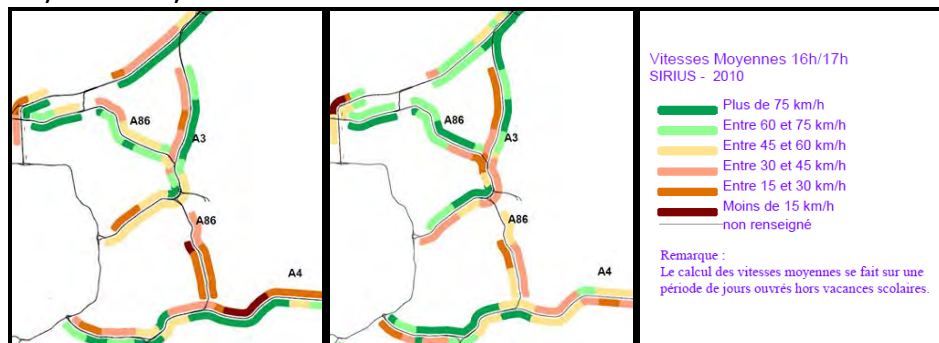 A86
A3
A86
A4
A86
A3
A86
A4
Vitesses Moyennes 16h/17h
SIRIUS - 2010
Plus de 75 km/h
Entre 60 et 75 km/h
Entre 45 et 60 km/h
Entre 30 et 45 km/h
Entre 15 et 30 km/h
Moins de 15 km/h
non renseigné
Remarque :
Le calcul des vitesses moyennes se fait sur une
période de jours ouvrés hors vacances scolaires.